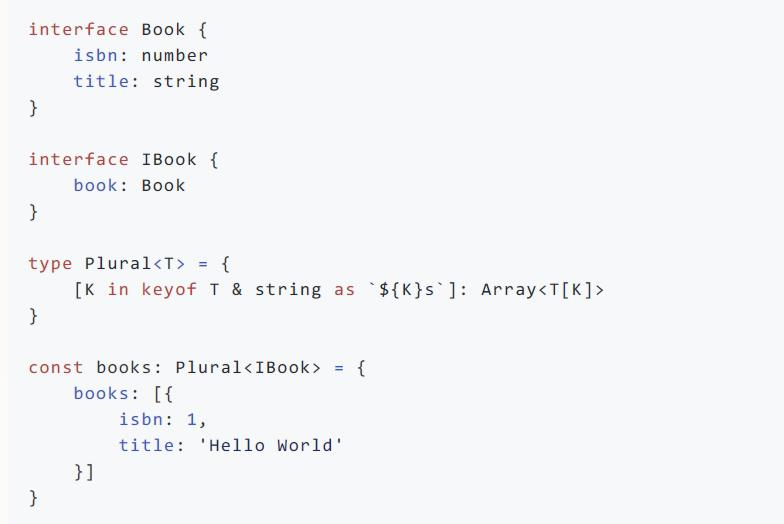 interface Book {
    isbn: number
    title: string
}

interface IBook {
    book: Book
}

type Plural<T> = {
    [K in keyof T & string as `${K}s`]: Array<T[K]>
}

const books: Plural<IBook> = {
    books: [{
        isbn: 1,
        title: 'Hello World'
    }]
}